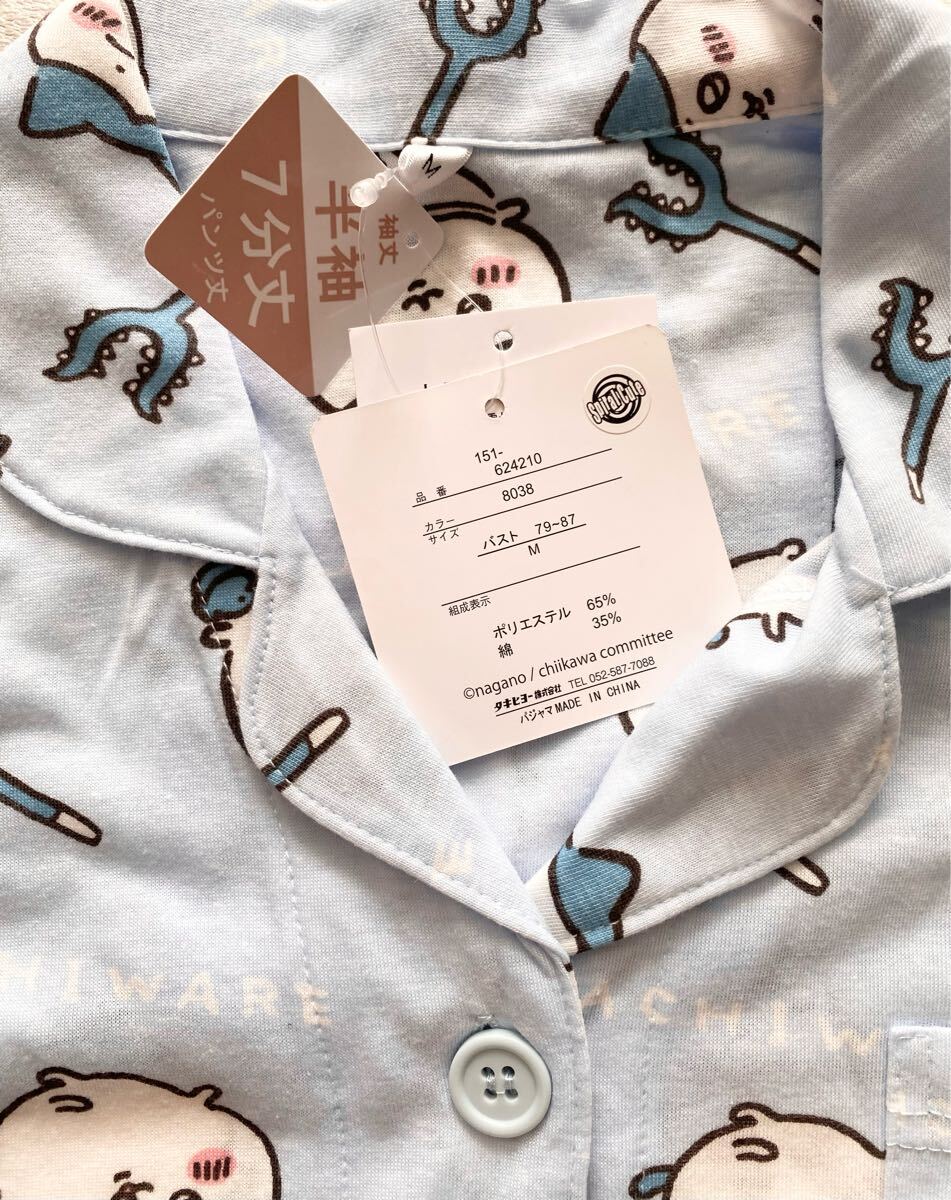 M
袖丈
半袖
7分丈
パンツ丈
SpiralCute
151-
624210
品番
8038
カラー
サイズ
バスト 79~87
M
組成表示
ポリエステル 65%
綿 35%
©nagano / chiikawa committee
タキヒヨー株式会社 TEL 052-587-7088
パジャマ MADE IN CHINA
RE
E
HIWARE
ACHIW